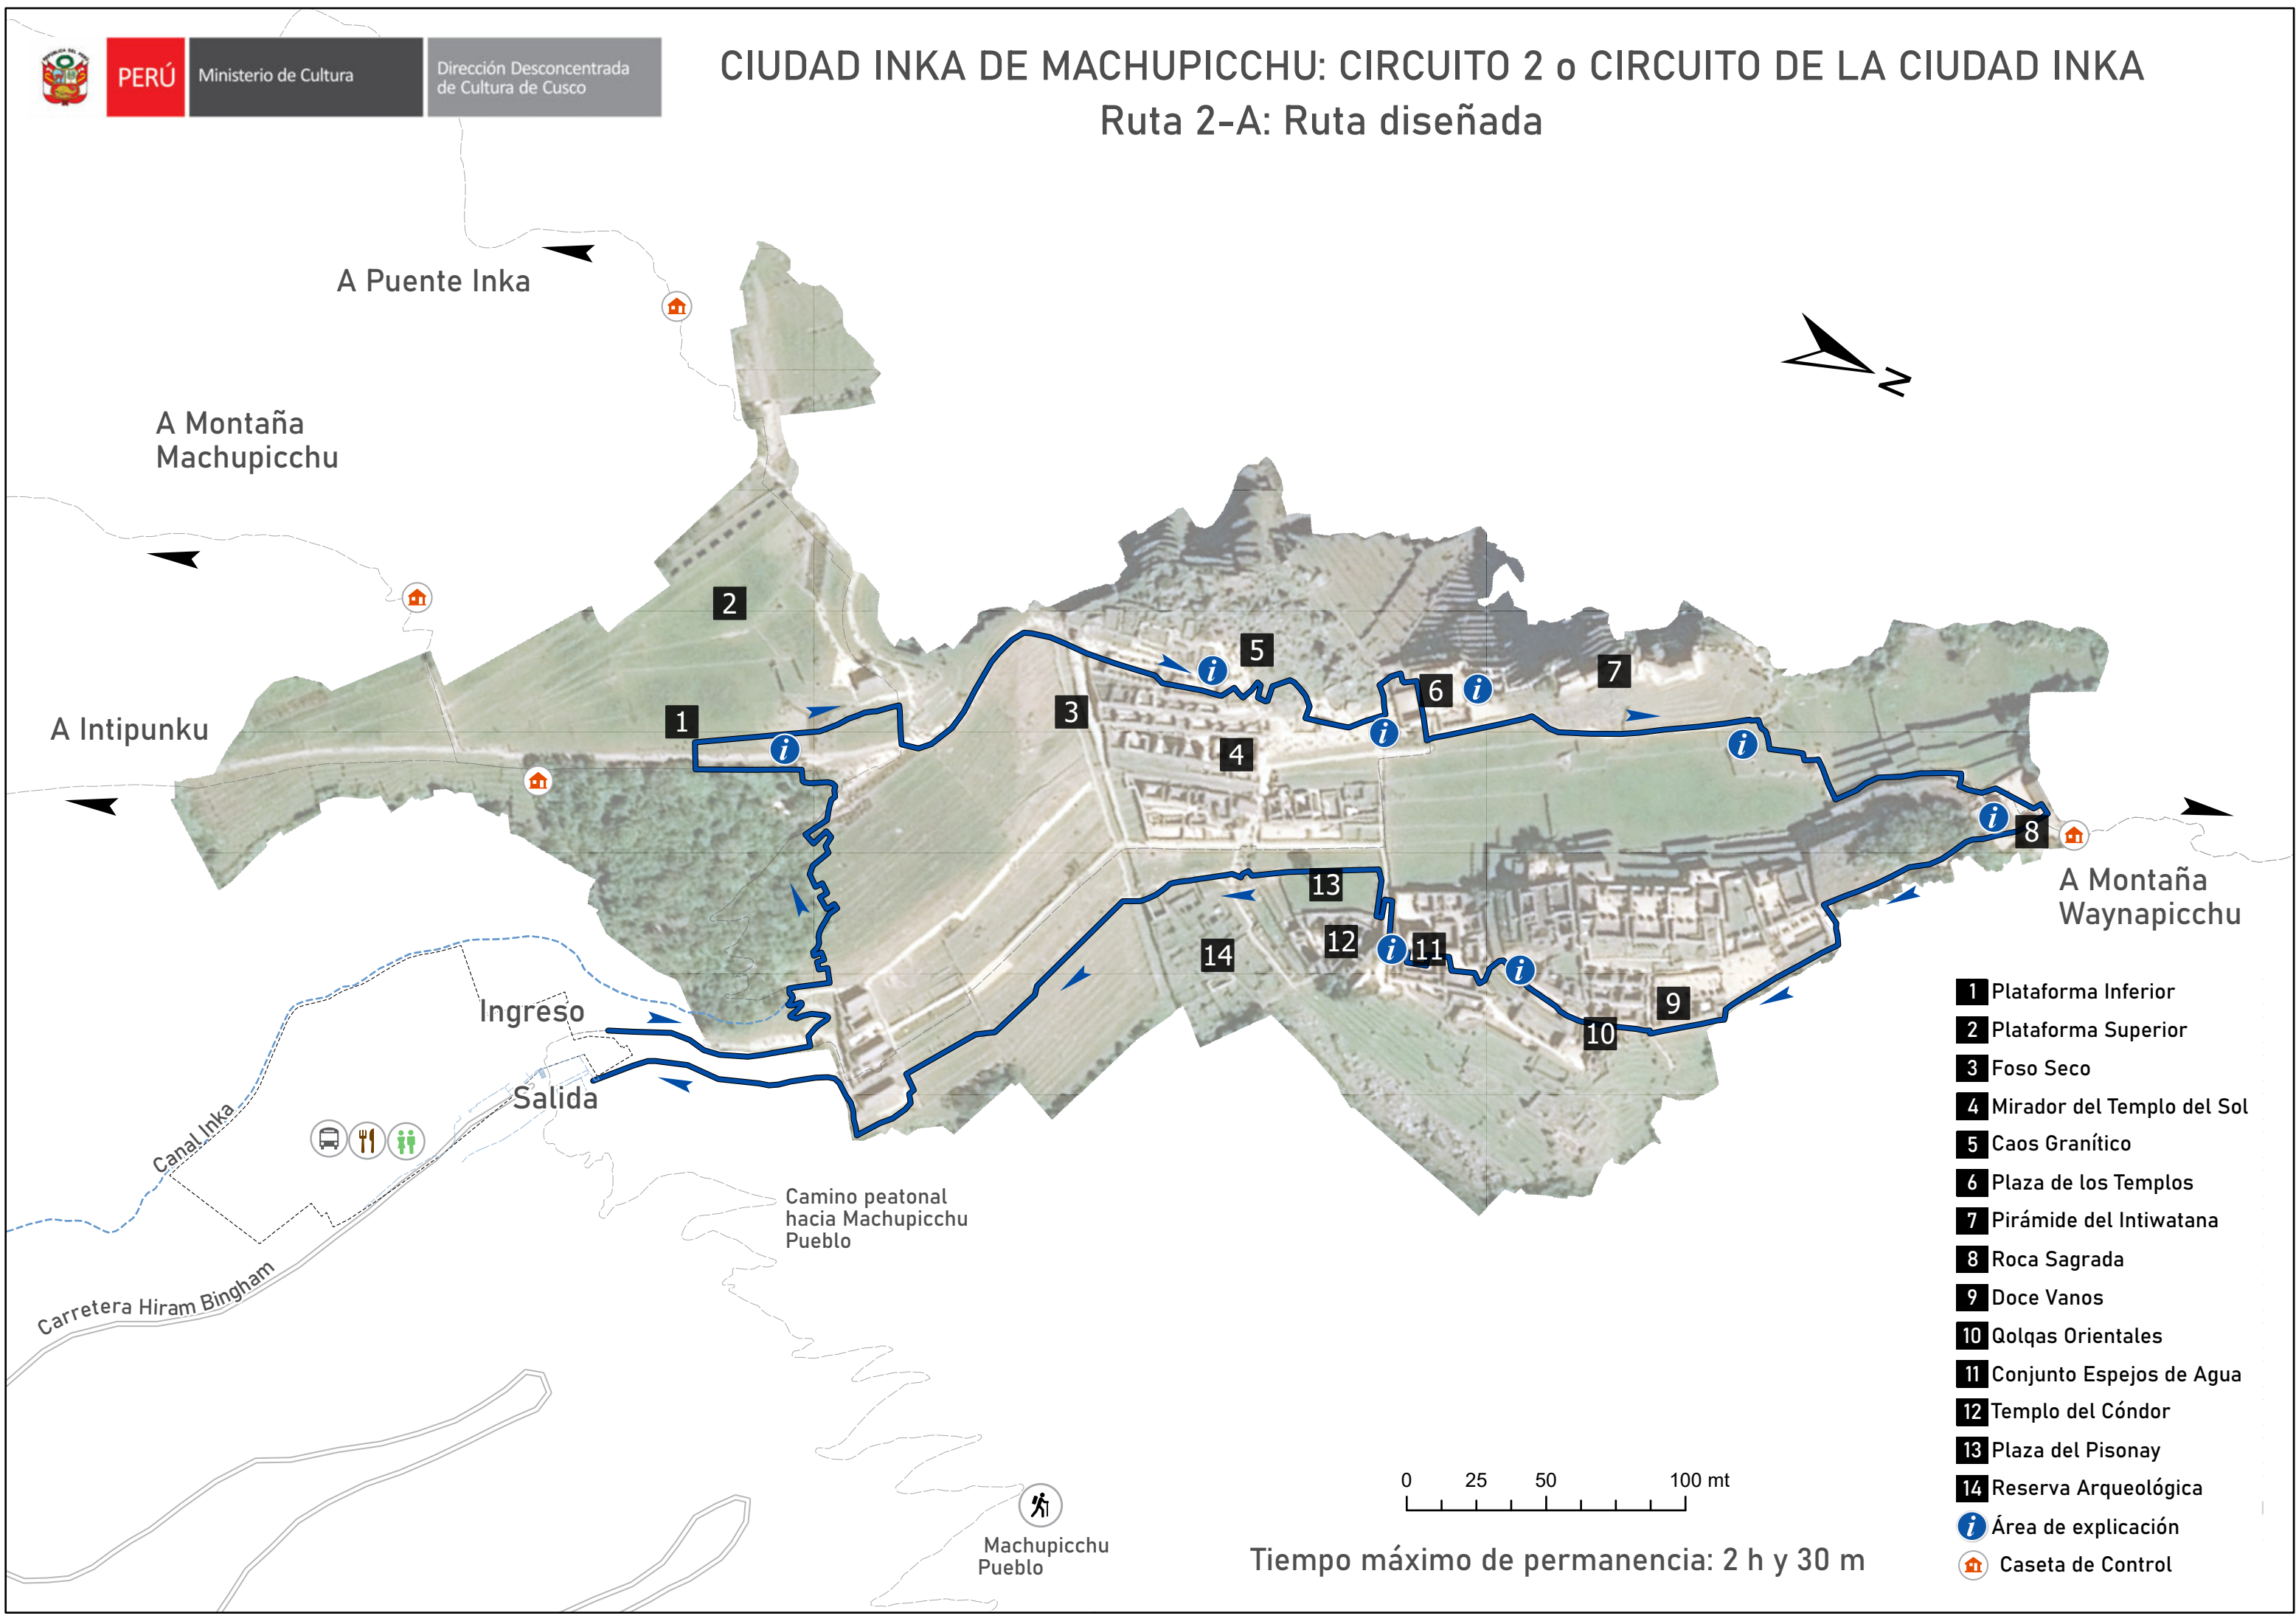 REPÚBLICA DEL PERÚ
PERÚ
Ministerio de Cultura
Dirección Desconcentrada
de Cultura de Cusco
CIUDAD INKA DE MACHUPICCHU: CIRCUITO 2 o CIRCUITO DE LA CIUDAD INKA
Ruta 2-A: Ruta diseñada
A Puente Inka
N
A Montaña
Machupicchu
2
5
7
6
1
3
A Intipunku
4
8
A Montaña
Waynapicchu
13
12
11
14
9
10
Ingreso
Salida
Canal Inka
Carretera Hiram Bingham
Camino peatonal
hacia Machupicchu
Pueblo
Machupicchu
Pueblo
1 Plataforma Inferior
2 Plataforma Superior
3 Foso Seco
4 Mirador del Templo del Sol
5 Caos Granítico
6 Plaza de los Templos
7 Pirámide del Intiwatana
8 Roca Sagrada
9 Doce Vanos
10 Qolqas Orientales
11 Conjunto Espejos de Agua
12 Templo del Cóndor
13 Plaza del Pisonay
14 Reserva Arqueológica
i Área de explicación
Caseta de Control
0 25 50 100 mt
Tiempo máximo de permanencia: 2 h y 30 m